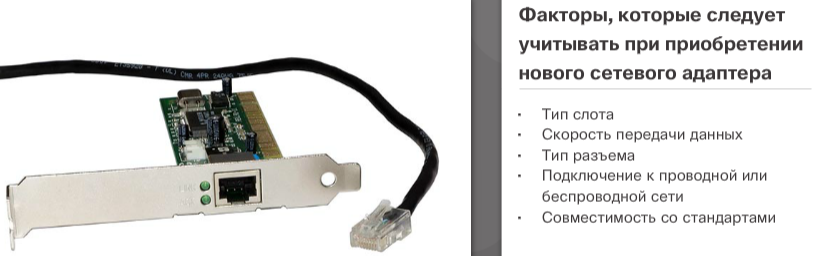 Факторы, которые следует
учитывать при приобретении
нового сетевого адаптера
• Тип слота
• Скорость передачи данных
• Тип разъема
• Подключение к проводной или
беспроводной сети
• Совместимость со стандартами